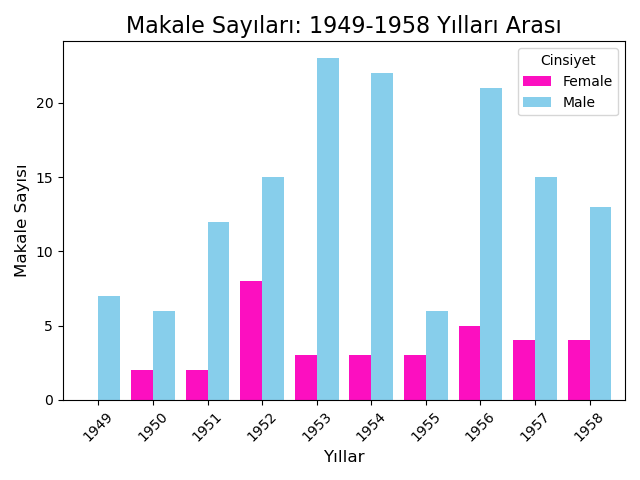 Makale Sayıları: 1949-1958 Yılları Arası
Cinsiyet
Female
Male
Makale Sayısı
20
15
10
5
0
1949 1950 1951 1952 1953 1954 1955 1956 1957 1958
Yıllar